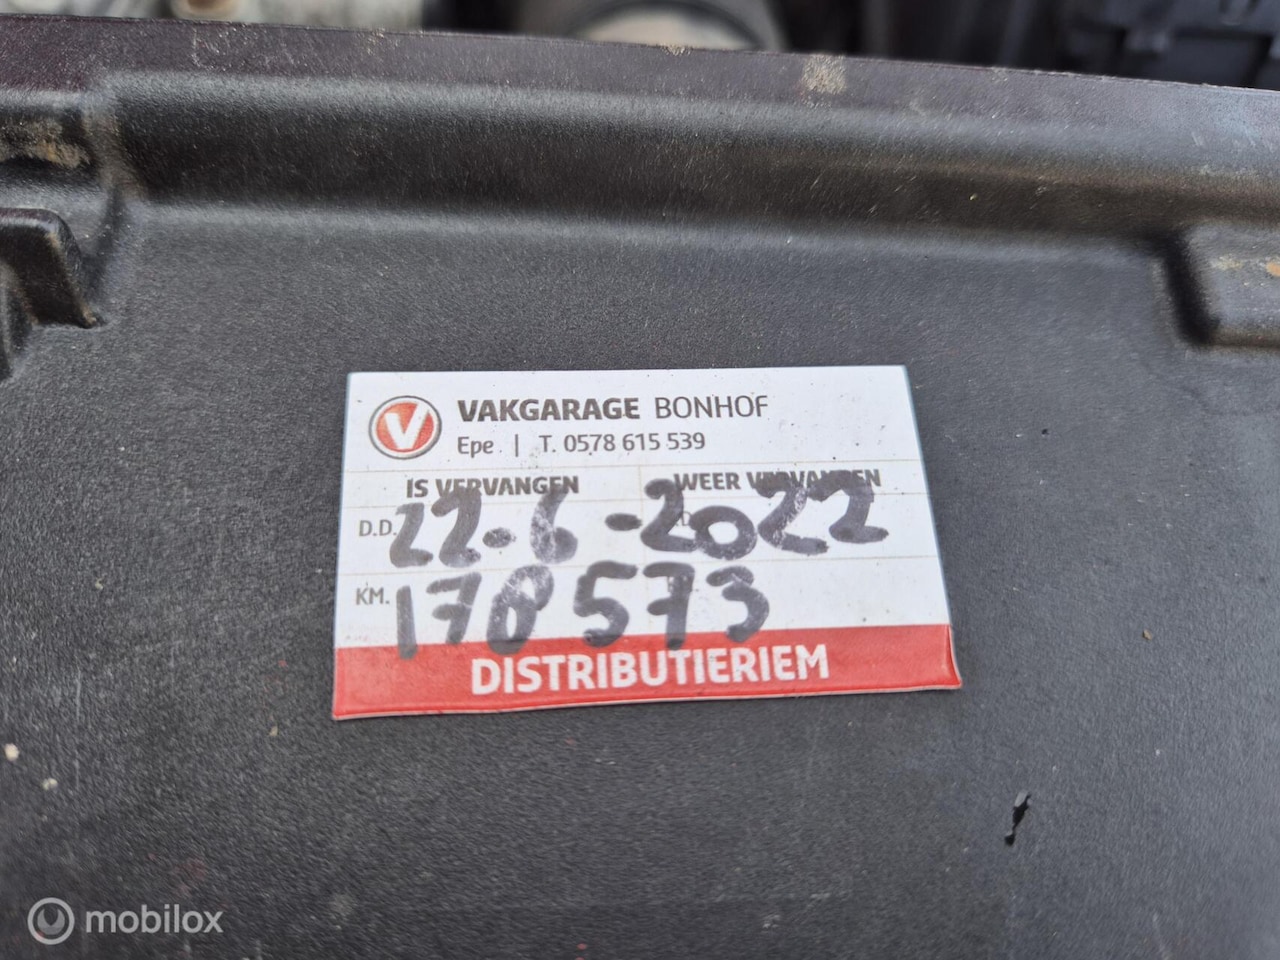 VAKGARAGE BONHOF
Epe | T. 0578 615 539
IS VERVANGEN WEER VERVANGEN
D.D. 22-6-2022
KM. 178573
DISTRIBUTIERIEM
mobilox